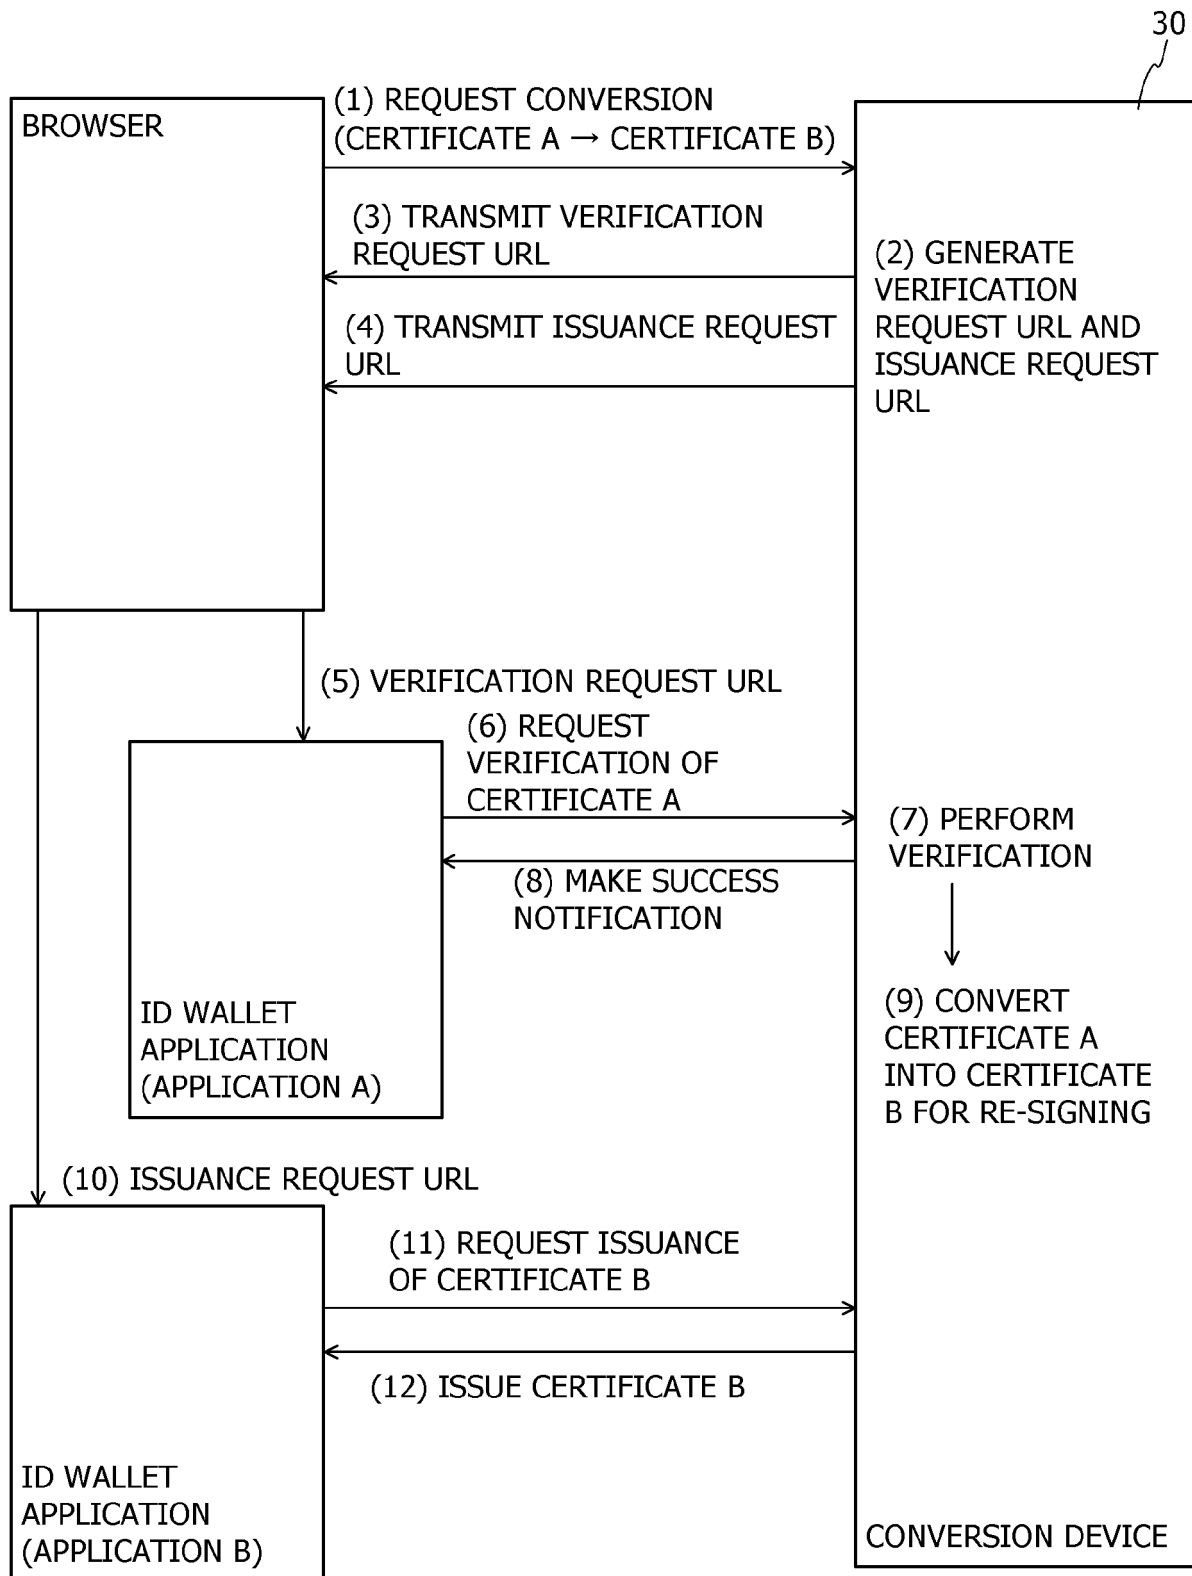 30
BROWSER
(1) REQUEST CONVERSION
(CERTIFICATE A → CERTIFICATE B)
(3) TRANSMIT VERIFICATION
REQUEST URL
(2) GENERATE
VERIFICATION
REQUEST URL AND
ISSUANCE REQUEST
URL
(4) TRANSMIT ISSUANCE REQUEST
URL
(5) VERIFICATION REQUEST URL
(6) REQUEST
VERIFICATION OF
CERTIFICATE A
(7) PERFORM
VERIFICATION
(8) MAKE SUCCESS
NOTIFICATION
(9) CONVERT
CERTIFICATE A
INTO CERTIFICATE
B FOR RE-SIGNING
ID WALLET
APPLICATION
(APPLICATION A)
(10) ISSUANCE REQUEST URL
(11) REQUEST ISSUANCE
OF CERTIFICATE B
(12) ISSUE CERTIFICATE B
ID WALLET
APPLICATION
(APPLICATION B)
CONVERSION DEVICE